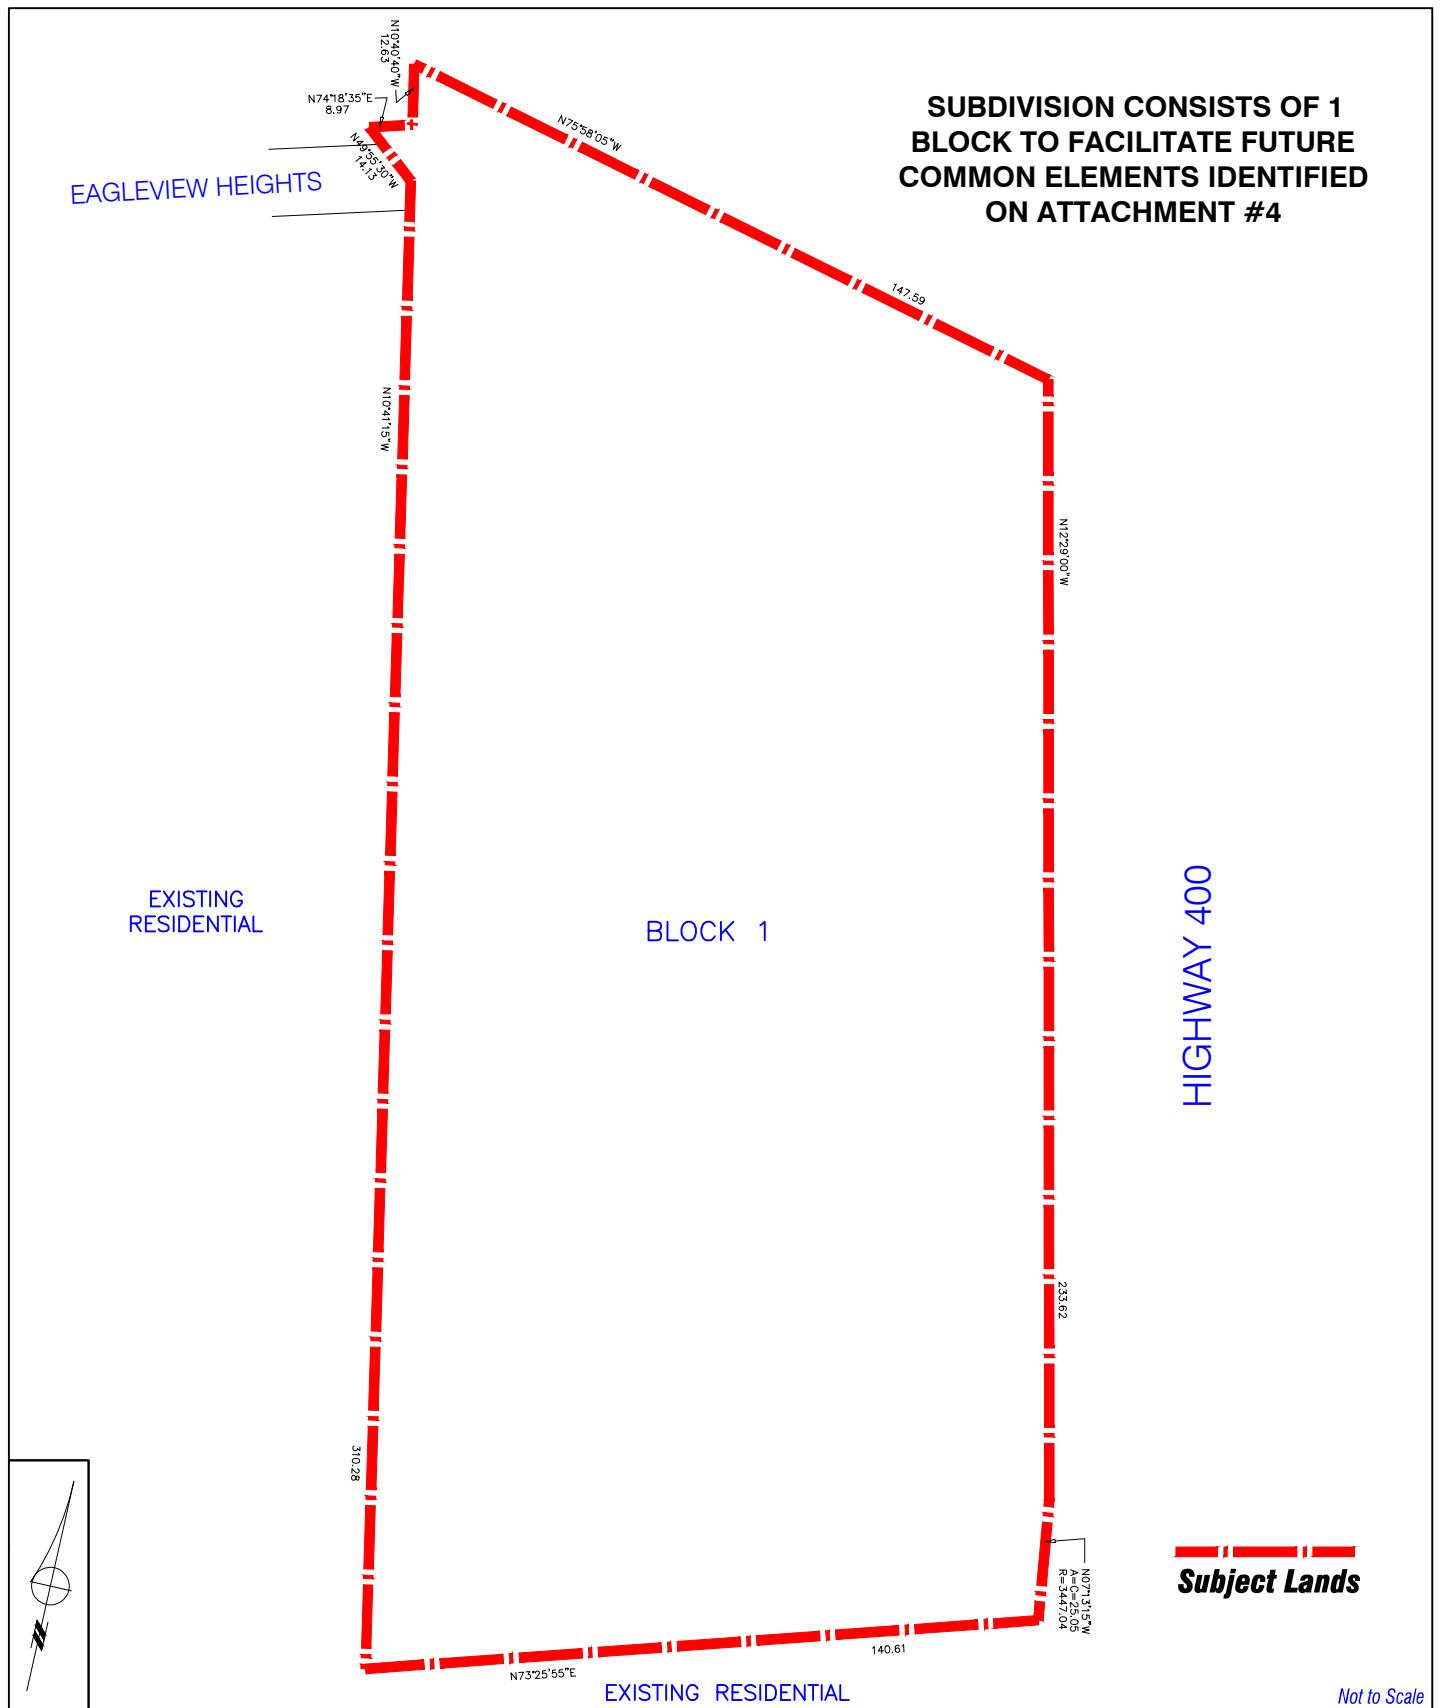 N10°40'40"W
12.63
N74°18'35"E
8.97
N49°55'30"W
14.13
N75°58'05"W
147.59
SUBDIVISION CONSISTS OF 1
BLOCK TO FACILITATE FUTURE
COMMON ELEMENTS IDENTIFIED
ON ATTACHMENT #4
EAGLEVIEW HEIGHTS
N10°41'15"W
N12°29'00"W
EXISTING
RESIDENTIAL
BLOCK 1
HIGHWAY 400
233.62
310.28
N07°13'15"W
A=C=25.05
R=3447.04
Subject Lands
140.61
N73°25'55"E
EXISTING RESIDENTIAL
Not to Scale
N